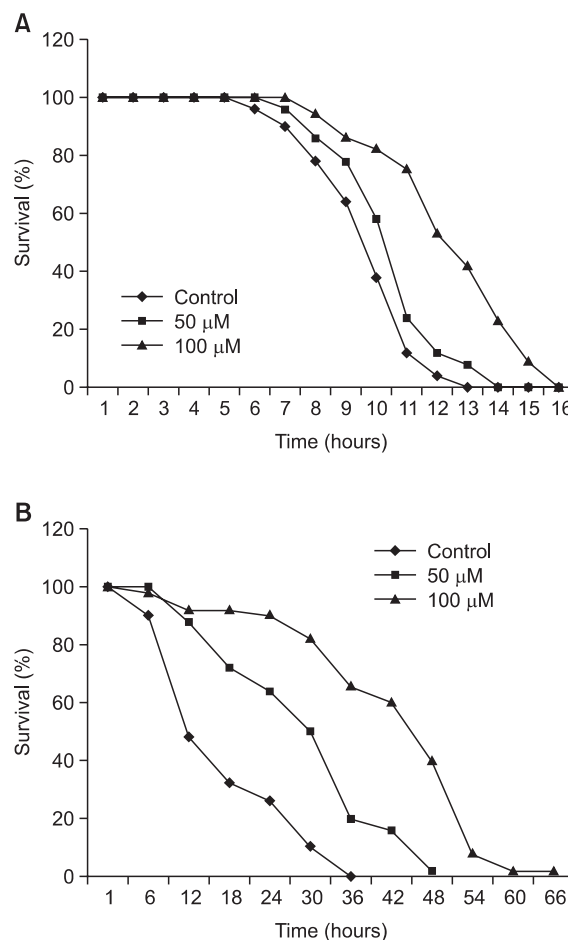 A
120
100
80
60
40
20
0
Survival (%)
Control
50 μM
100 μM
1 2 3 4 5 6 7 8 9 10 11 12 13 14 15 16
Time (hours)
B
120
100
80
60
40
20
0
Survival (%)
Control
50 μM
100 μM
1 6 12 18 24 30 36 42 48 54 60 66
Time (hours)